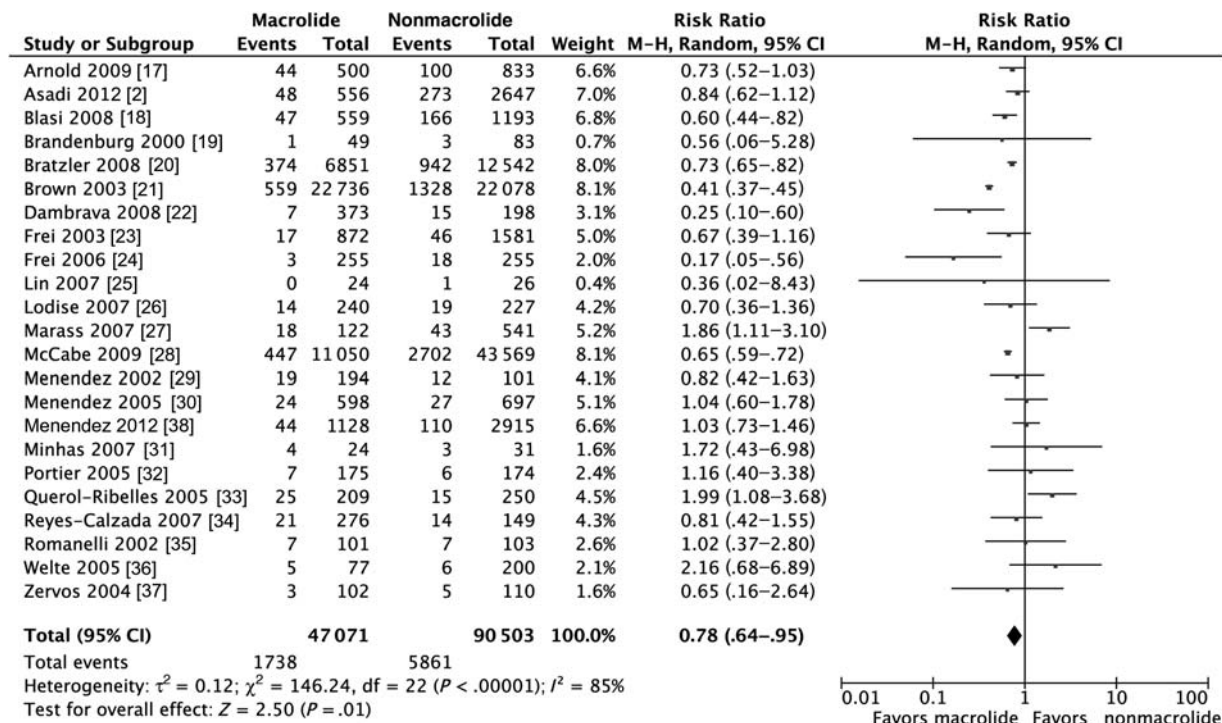 Macrolide Nonmacrolide Risk Ratio Risk Ratio
Study or Subgroup Events Total Events Total Weight M-H, Random, 95% CI M-H, Random, 95% CI
Arnold 2009 [17] 44 500 100 833 6.6% 0.73 (.52–1.03)
Asadi 2012 [2] 48 556 273 2647 7.0% 0.84 (.62–1.12)
Blasi 2008 [18] 47 559 166 1193 6.8% 0.60 (.44–.82)
Brandenburg 2000 [19] 1 49 3 83 0.7% 0.56 (.06–5.28)
Bratzler 2008 [20] 374 6851 942 12 542 8.0% 0.73 (.65–.82)
Brown 2003 [21] 559 22 736 1328 22 078 8.1% 0.41 (.37–.45)
Dambrava 2008 [22] 7 373 15 198 3.1% 0.25 (.10–.60)
Frei 2003 [23] 17 872 46 1581 5.0% 0.67 (.39–1.16)
Frei 2006 [24] 3 255 18 255 2.0% 0.17 (.05–.56)
Lin 2007 [25] 0 24 1 26 0.4% 0.36 (.02–8.43)
Lodise 2007 [26] 14 240 19 227 4.2% 0.70 (.36–1.36)
Marass 2007 [27] 18 122 43 541 5.2% 1.86 (1.11–3.10)
McCabe 2009 [28] 447 11 050 2702 43 569 8.1% 0.65 (.59–.72)
Menendez 2002 [29] 19 194 12 101 4.1% 0.82 (.42–1.63)
Menendez 2005 [30] 24 598 27 697 5.1% 1.04 (.60–1.78)
Menendez 2012 [38] 44 1128 110 2915 6.6% 1.03 (.73–1.46)
Minhas 2007 [31] 4 24 3 31 1.4% 1.72 (.43–6.98)
Portier 2005 [32] 7 175 6 174 2.4% 1.16 (.40–3.38)
Querol-Ribelles 2005 [33] 25 209 15 250 4.5% 1.99 (1.08–3.68)
Reyes-Calzada 2007 [34] 21 276 14 149 4.3% 0.81 (.42–1.55)
Romanelli 2002 [35] 7 101 7 103 2.6% 1.02 (.37–2.80)
Welte 2005 [36] 5 77 6 200 2.1% 2.16 (.68–6.89)
Zervos 2004 [37] 3 102 5 110 1.6% 0.65 (.16–2.64)
Total (95% CI) 47 071 90 503 100.0% 0.78 (.64–.95)
Total events 1738 5861
Heterogeneity: τ² = 0.12; χ² = 146.24, df = 22 (P < .00001); I² = 85%
Test for overall effect: Z = 2.50 (P = .01)
0.01 0.1 1 10 100
Favors macrolide Favors nonmacrolide